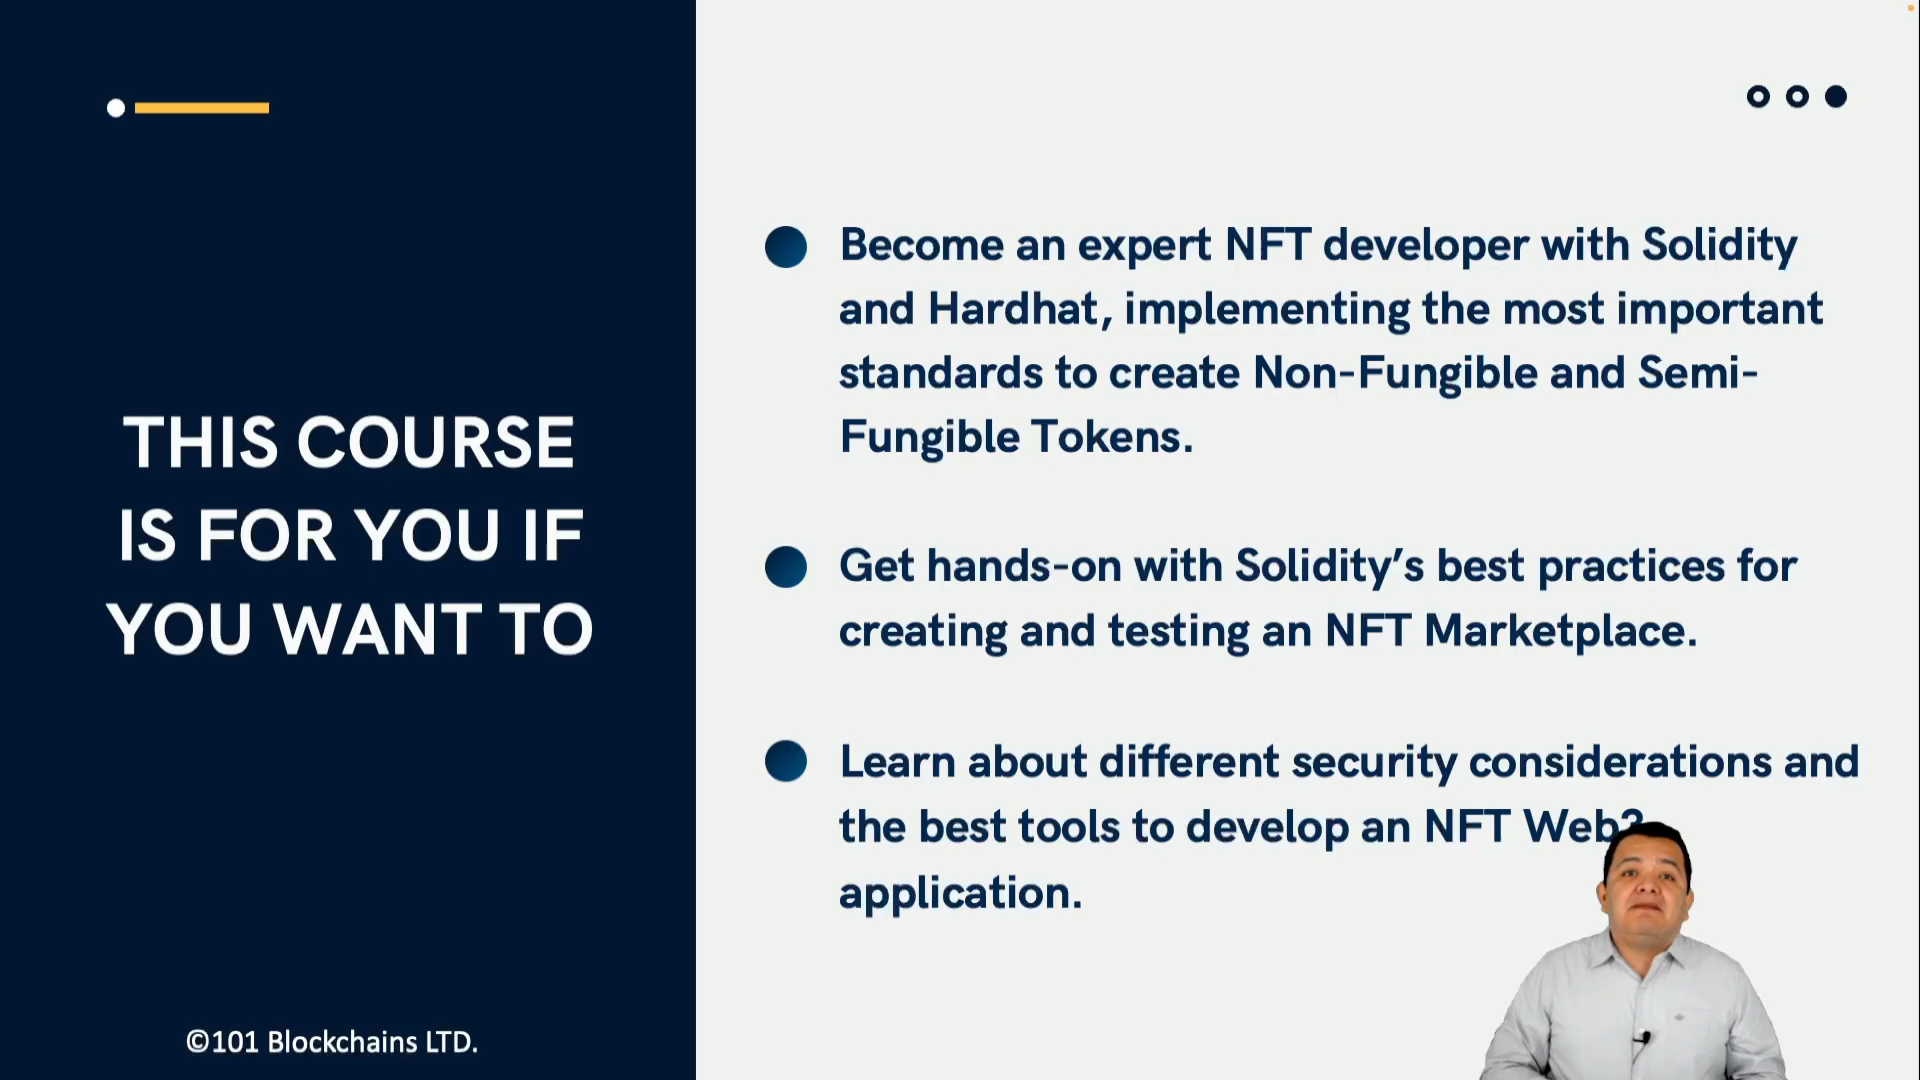 THIS COURSE
IS FOR YOU IF
YOU WANT TO
Become an expert NFT developer with Solidity
and Hardhat, implementing the most important
standards to create Non-Fungible and Semi-
Fungible Tokens.
Get hands-on with Solidity’s best practices for
creating and testing an NFT Marketplace.
Learn about different security considerations and
the best tools to develop an NFT Web3
application.
©101 Blockchains LTD.